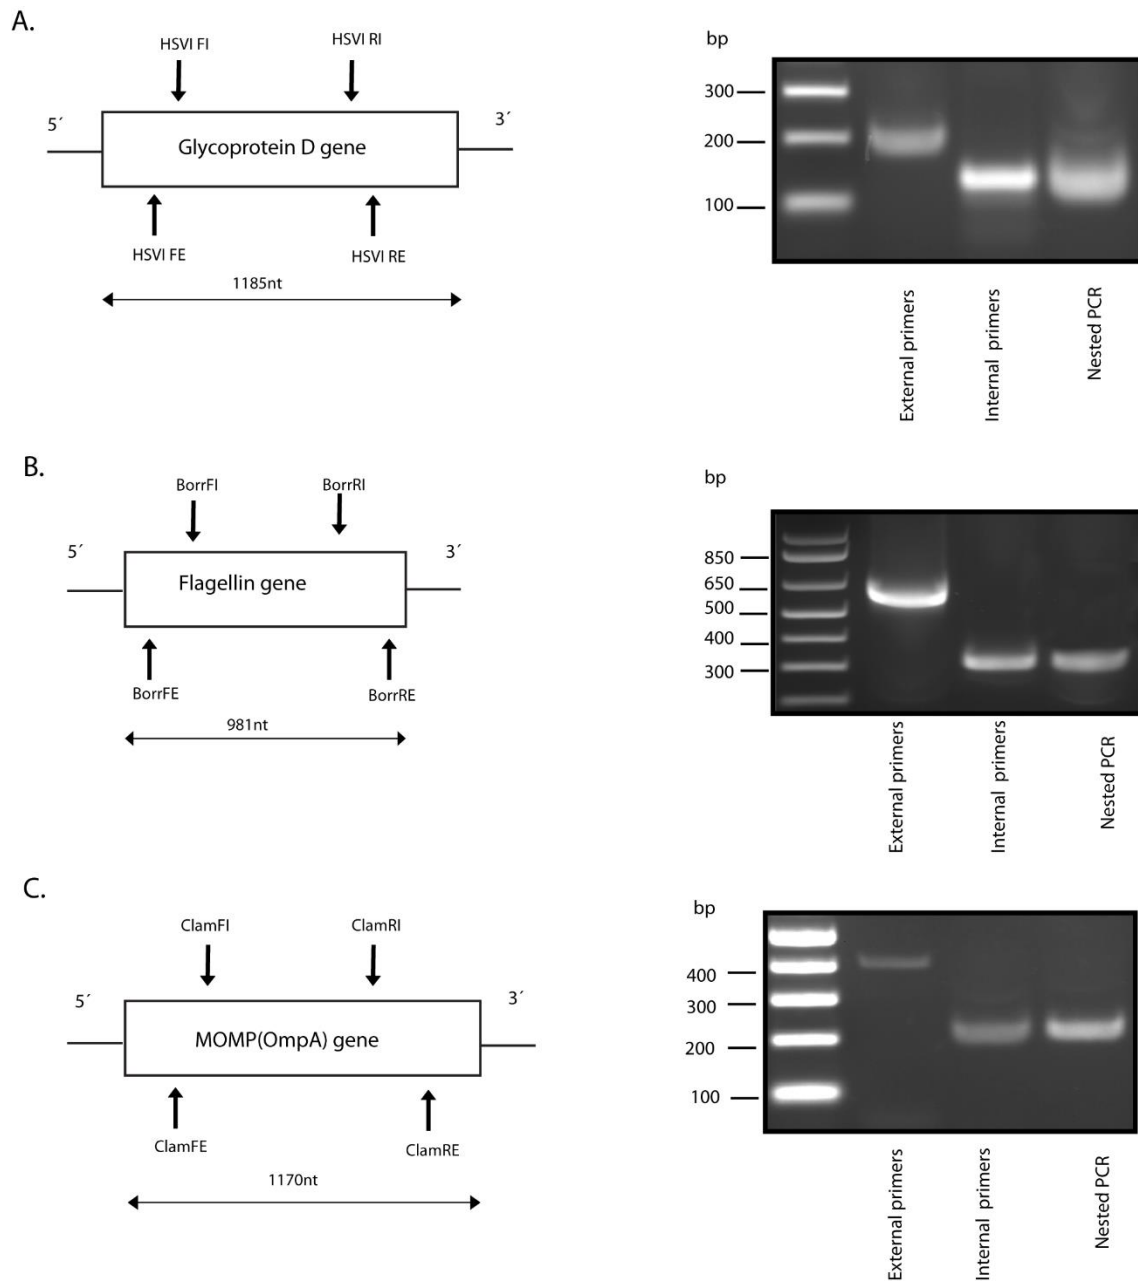 A.
HSVI FI
HSVI RI
5´
3´
Glycoprotein D gene
HSVI FE
HSVI RE
1185nt
bp
300
200
100
External primers
Internal primers
Nested PCR
B.
BorrFI
BorrRI
5´
3´
Flagellin gene
BorrFE
BorrRE
981nt
bp
850
650
500
400
300
External primers
Internal primers
Nested PCR
C.
ClamFI
ClamRI
5´
3´
MOMP(OmpA) gene
ClamFE
ClamRE
1170nt
bp
400
300
200
100
External primers
Internal primers
Nested PCR